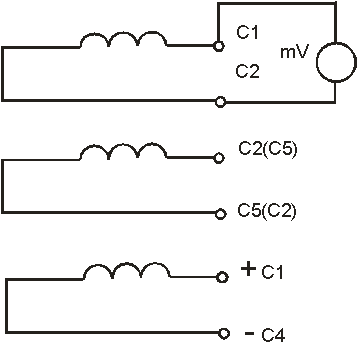 C1
mV
C2
C2(C5)
C5(C2)
+ C1
- C4